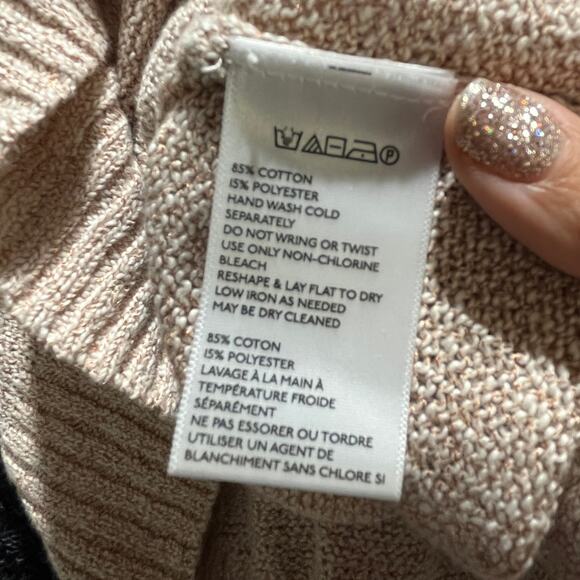 P
85% COTTON
15% POLYESTER
HAND WASH COLD
SEPARATELY
DO NOT WRING OR TWIST
USE ONLY NON-CHLORINE
BLEACH
RESHAPE & LAY FLAT TO DRY
LOW IRON AS NEEDED
MAY BE DRY CLEANED
85% COTON
15% POLYESTER
LAVAGE À LA MAIN À
TEMPÉRATURE FROIDE
SÉPARÉMENT
NE PAS ESSORER OU TORDRE
UTILISER UN AGENT DE
BLANCHIMENT SANS CHLORE SI